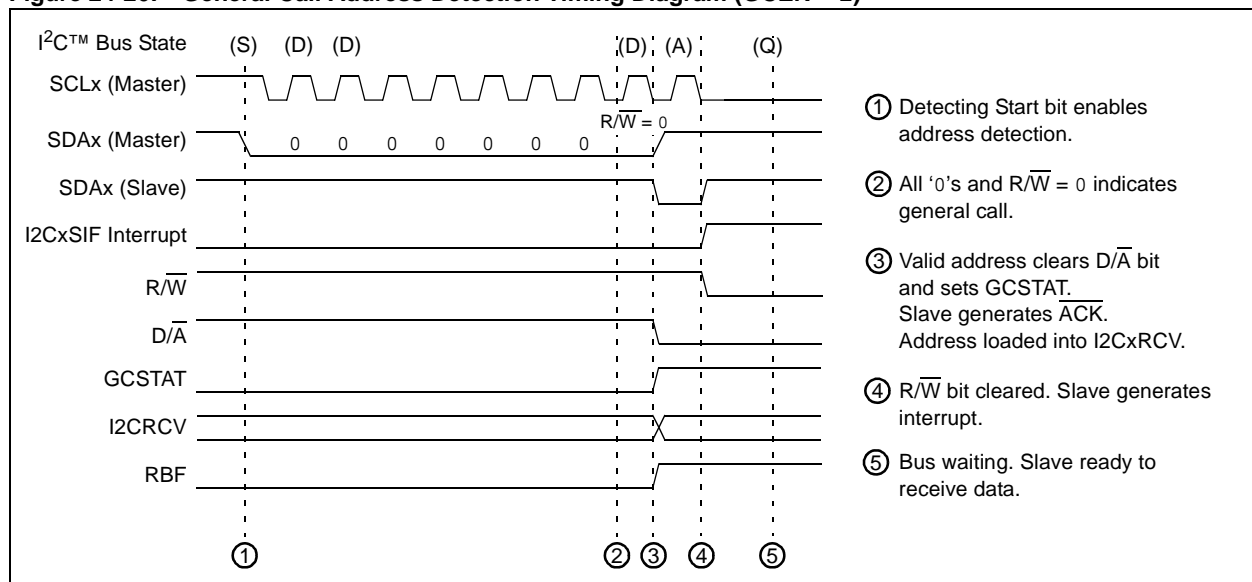 I²C™ Bus State (S) (D) (D) (D) (A) (Q)
SCLx (Master)
R/W̅ = 0
SDAx (Master) 0 0 0 0 0 0 0
SDAx (Slave)
I2CxSIF Interrupt
R/W̅
D/A̅
GCSTAT
I2CRCV
RBF
① ② ③ ④ ⑤
① Detecting Start bit enables
address detection.
② All ‘0’s and R/W̅ = 0 indicates
general call.
③ Valid address clears D/A̅ bit
and sets GCSTAT.
Slave generates A̅C̅K̅.
Address loaded into I2CxRCV.
④ R/W̅ bit cleared. Slave generates
interrupt.
⑤ Bus waiting. Slave ready to
receive data.